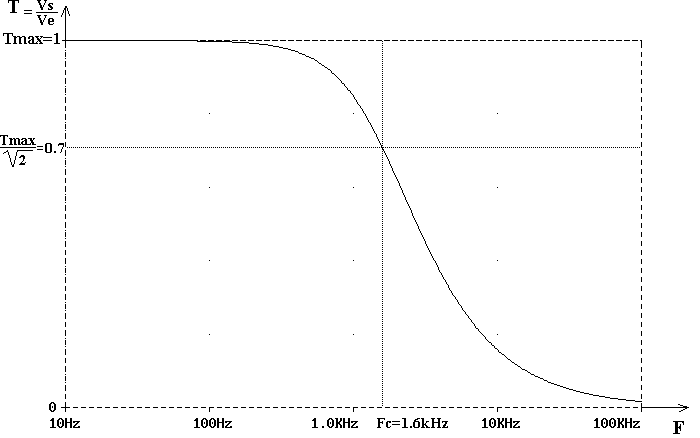 T = Vs/Ve
Tmax=1
Tmax/√2=0.7
0
10Hz 100Hz 1.0KHz Fc=1.6kHz 10KHz 100KHz F